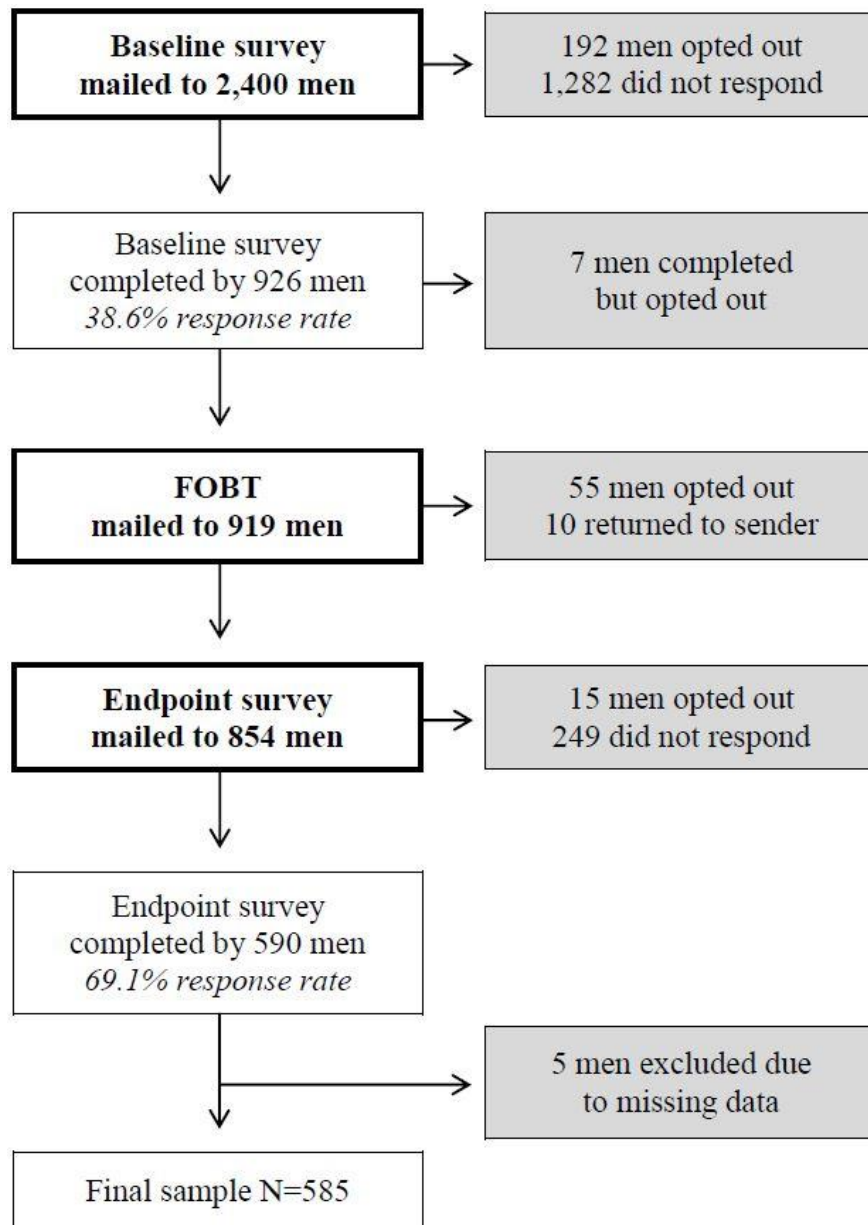 Baseline survey
mailed to 2,400 men
192 men opted out
1,282 did not respond
Baseline survey
completed by 926 men
38.6% response rate
7 men completed
but opted out
FOBT
mailed to 919 men
55 men opted out
10 returned to sender
Endpoint survey
mailed to 854 men
15 men opted out
249 did not respond
Endpoint survey
completed by 590 men
69.1% response rate
5 men excluded due
to missing data
Final sample N=585